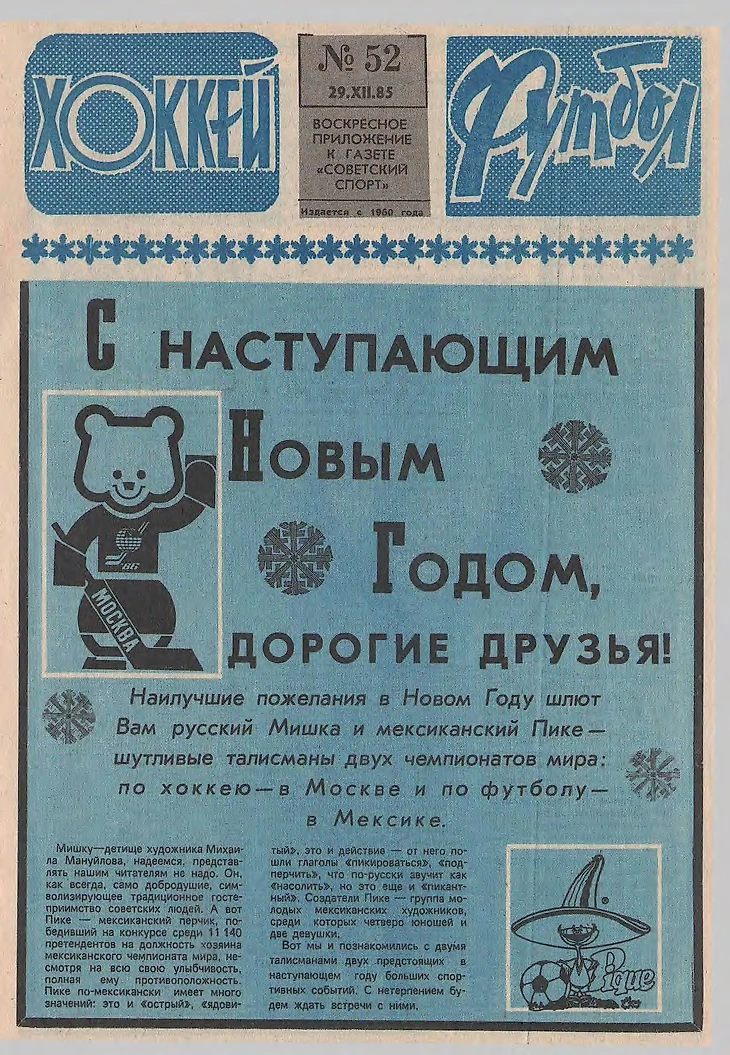 ХОККЕЙ
№ 52
29.XII.85
ВОСКРЕСНОЕ
ПРИЛОЖЕНИЕ
К ГАЗЕТЕ
«СОВЕТСКИЙ
СПОРТ»
Издается с 1960 года
Футбол
С НАСТУПАЮЩИМ
НОВЫМ
ГОДОМ,
ДОРОГИЕ ДРУЗЬЯ!
86
МОСКВА
Наилучшие пожелания в Новом Году шлют
Вам русский Мишка и мексиканский Пике —
шутливые талисманы двух чемпионатов мира:
по хоккею — в Москве и по футболу —
в Мексике.
Мишку — детище художника Михаи-
ла Мануйлова, надеемся, представ-
лять нашим читателям не надо. Он,
как всегда, само добродушие, сим-
волизирующее традиционное госте-
приимство советских людей. А вот
Пике — мексиканский перчик, по-
бедивший на конкурсе среди 11 140
претендентов на должность хозяина
мексиканского чемпионата мира, не-
смотря на всю свою улыбчивость,
полная ему противоположность.
Пике по-мексикански имеет много
значений: это и «острый», «ядови-
тый», это и действие — от него по-
шли глаголы «пикироваться», «под-
перчить», что по-русски звучит как
«насолить», но это еще и «пикант-
ный». Создатели Пике — группа мо-
лодых мексиканских художников,
среди которых четверо юношей и
две девушки.
Вот мы и познакомились с двумя
талисманами двух предстоящих в
наступающем году больших спор-
тивных событий. С нетерпением бу-
дем ждать встречи с ними.
Pique